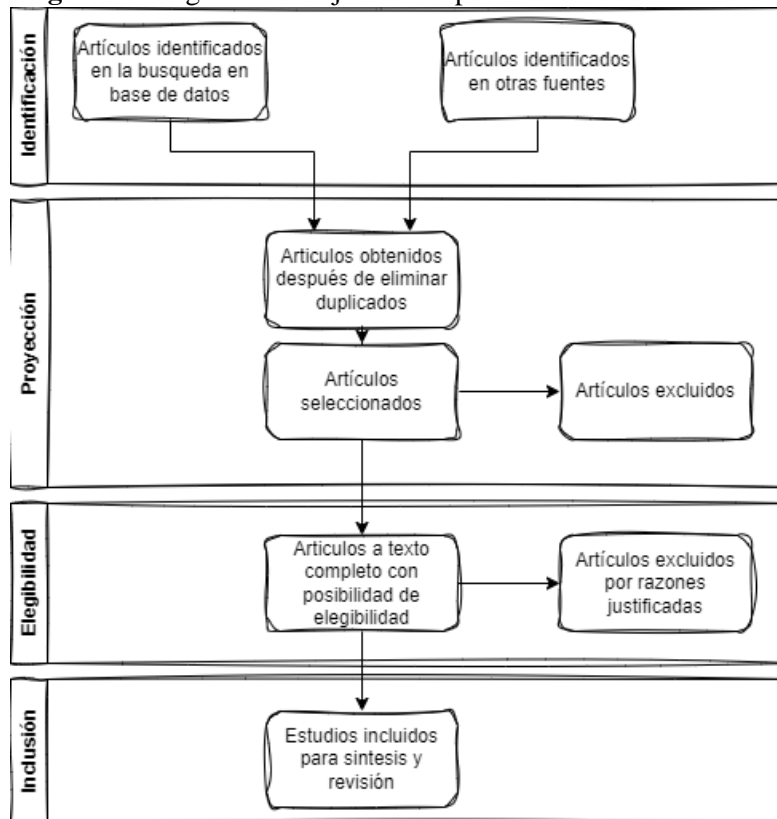 Identificación
Artículos identificados
en la busqueda en
base de datos
Artículos identificados
en otras fuentes
Proyección
Articulos obtenidos
después de eliminar
duplicados
Artículos
seleccionados
Artículos excluidos
Elegibilidad
Articulos a texto
completo con
posibilidad de
elegibilidad
Artículos excluidos
por razones
justificadas
Inclusión
Estudios incluidos
para sintesis y
revisión